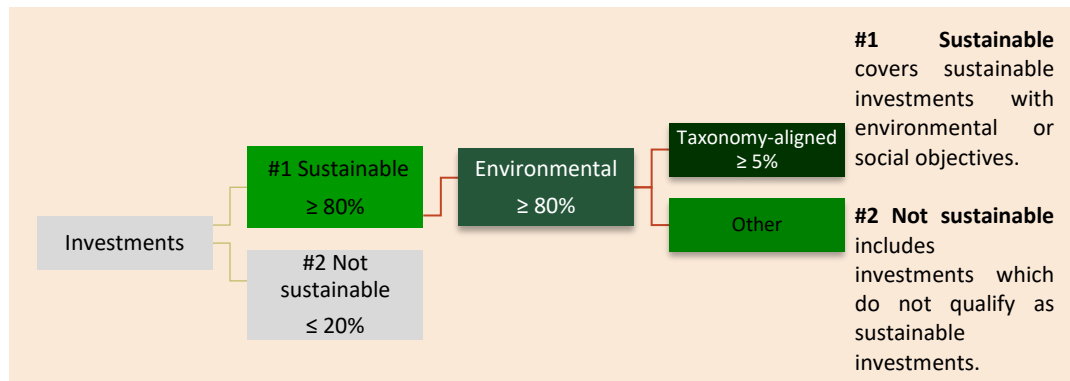 Investments
#1 Sustainable
≥ 80%
#2 Not
sustainable
≤ 20%
Environmental
≥ 80%
Taxonomy-aligned
≥ 5%
Other
#1 Sustainable
covers sustainable
investments with
environmental or
social objectives.
#2 Not sustainable
includes
investments which
do not qualify as
sustainable
investments.